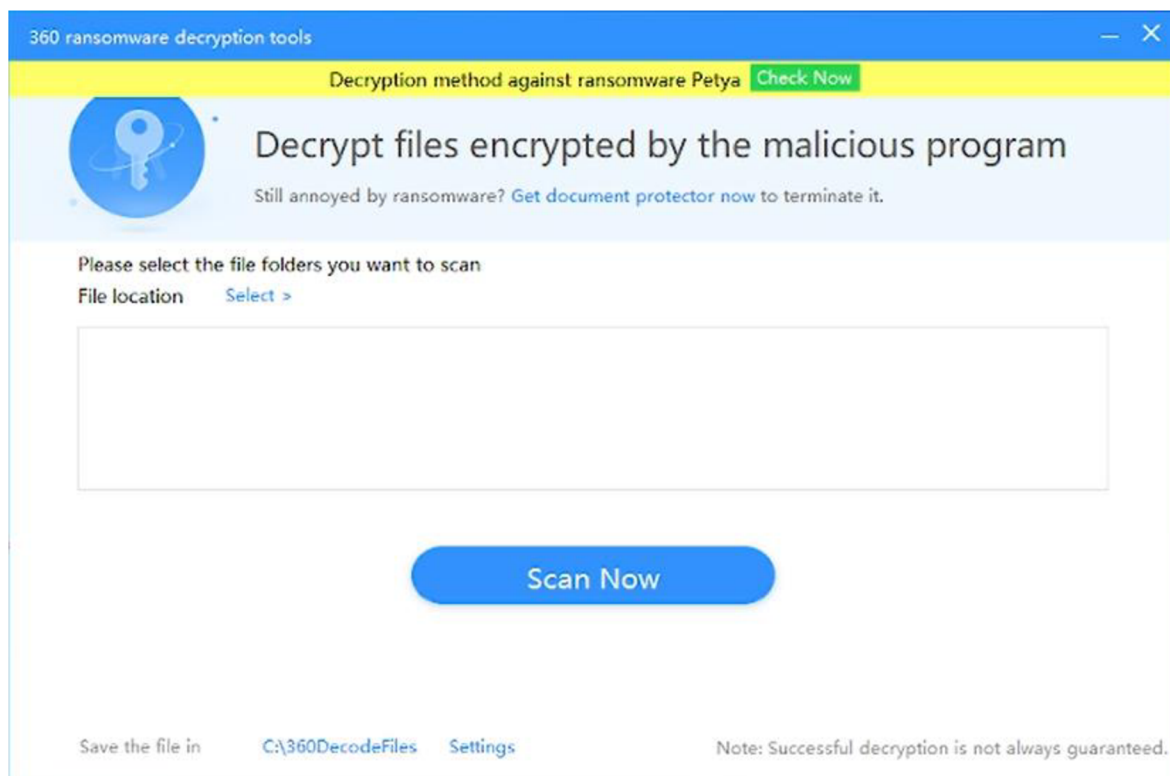 360 ransomware decryption tools
Decryption method against ransomware Petya Check Now
Decrypt files encrypted by the malicious program
Still annoyed by ransomware? Get document protector now to terminate it.
Please select the file folders you want to scan
File location Select >
Scan Now
Save the file in C:\360DecodeFiles Settings Note: Successful decryption is not always guaranteed.